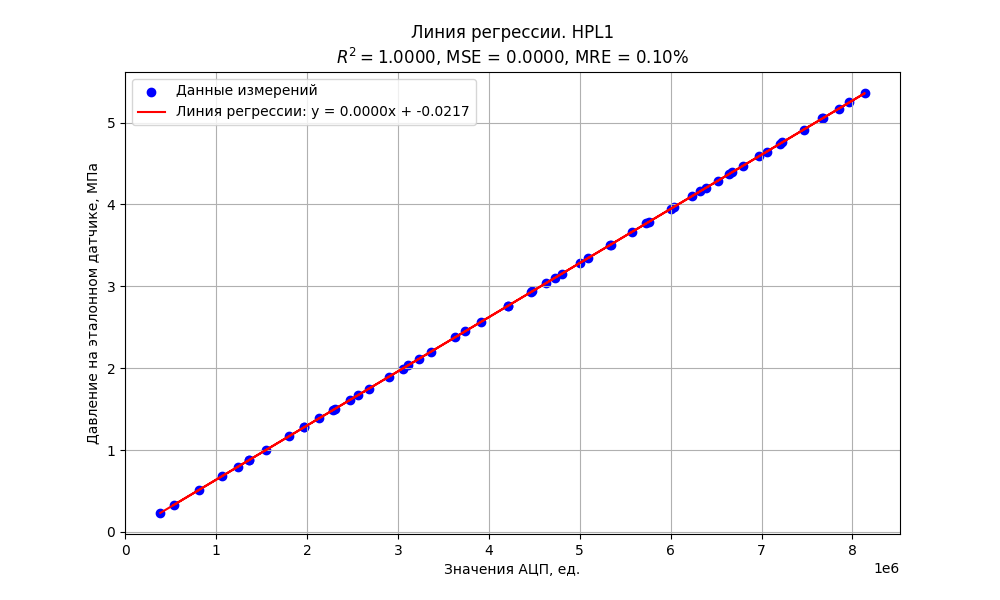 Линия регрессии. HPL1
R² = 1.0000, MSE = 0.0000, MRE = 0.10%
Данные измерений
Линия регрессии: y = 0.0000x + -0.0217
Давление на эталонном датчике, МПа
5
4
3
2
1
0
0 1 2 3 4 5 6 7 8
1e6
Значения АЦП, ед.